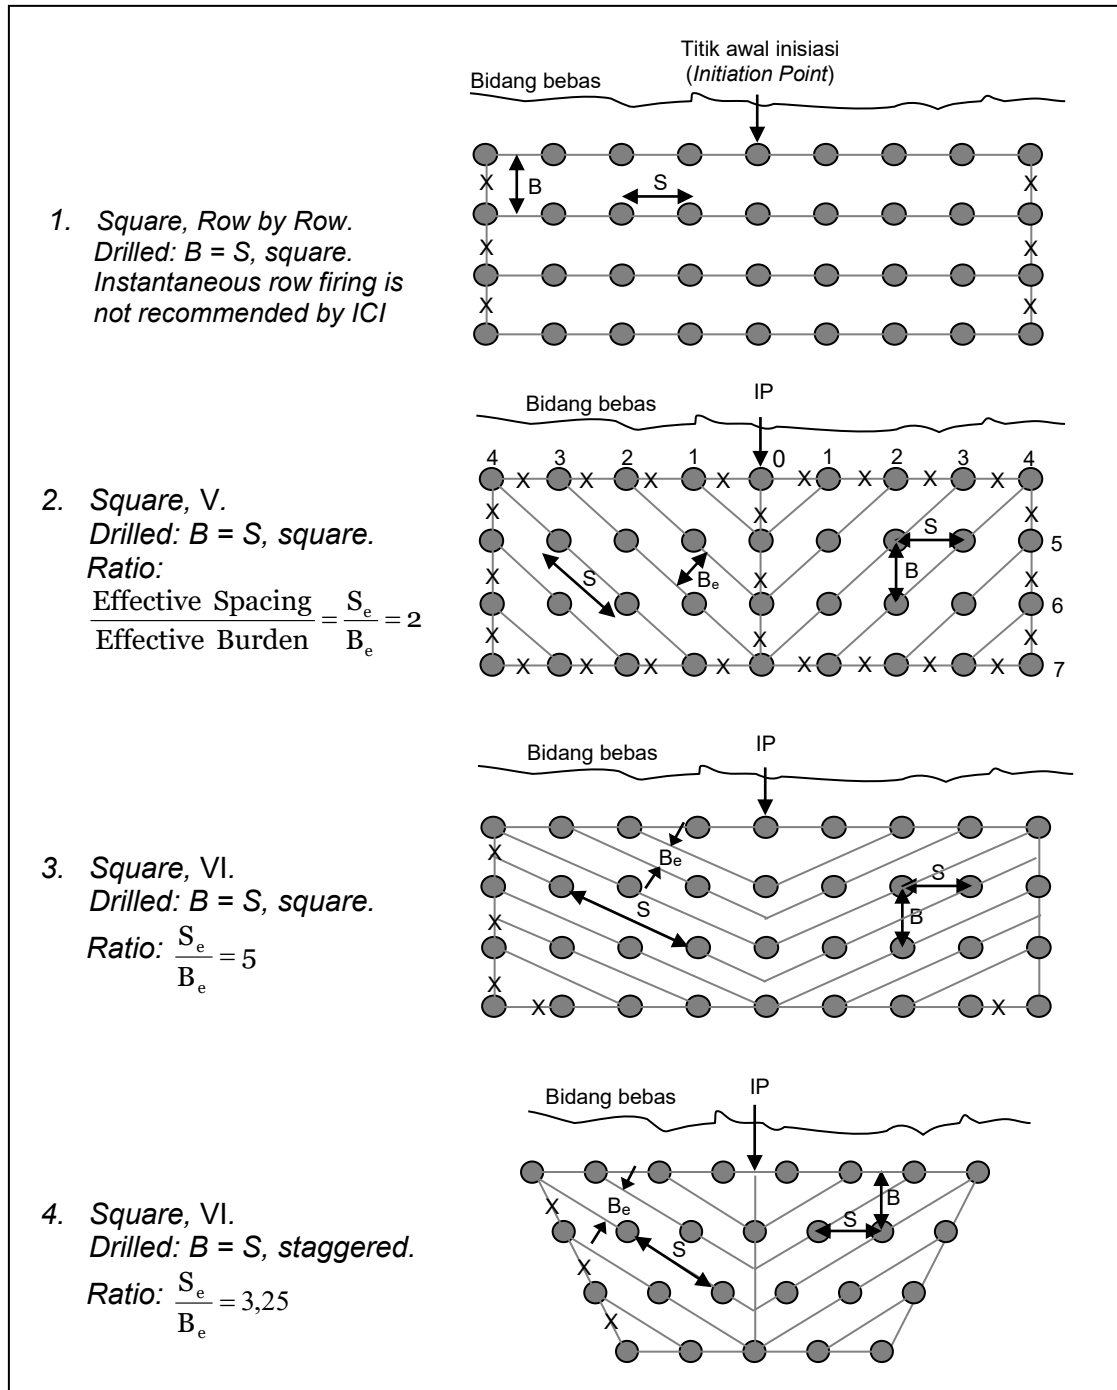 Titik awal inisiasi
(Initiation Point)
Bidang bebas
B
S
1. Square, Row by Row.
Drilled: B = S, square.
Instantaneous row firing is
not recommended by ICI
X X
X X
X X
IP
Bidang bebas
4 3 2 1 0 1 2 3 4
X X X X X X X X
X X X
S
5
2. Square, V.
Drilled: B = S, square.
Ratio:
Effective Spacing / Effective Burden = Se / Be = 2
S
Be
B
X X X
6
X X X
X X X X X X X X
7
IP
Bidang bebas
X
Be
S
3. Square, VI.
Drilled: B = S, square.
Ratio: Se / Be = 5
S
B
X
X
X X
IP
Bidang bebas
Be
B
X
S
4. Square, VI.
Drilled: B = S, staggered.
Ratio: Se / Be = 3,25
S
X
X